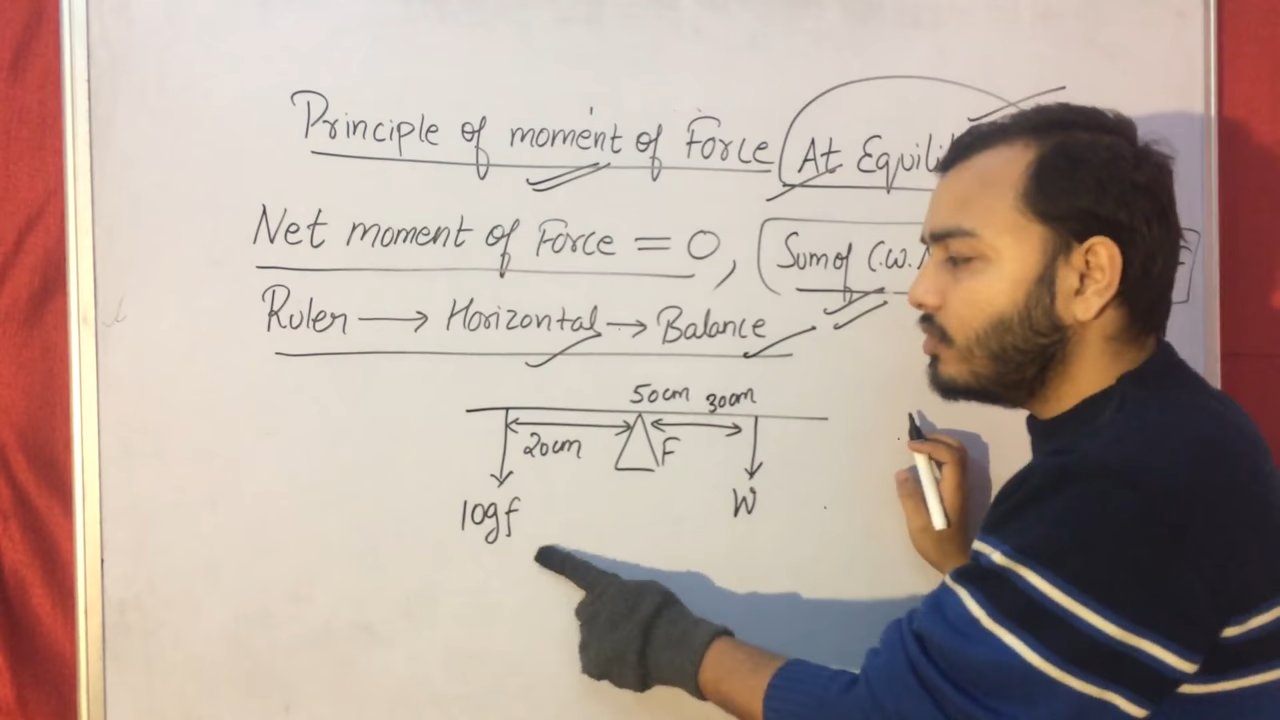 Principle of moment of Force (At
Net moment of Force = 0, Sum of C.W.
Ruler → Horizontal → Balance
50cm 30cm
20cm F
10gf W